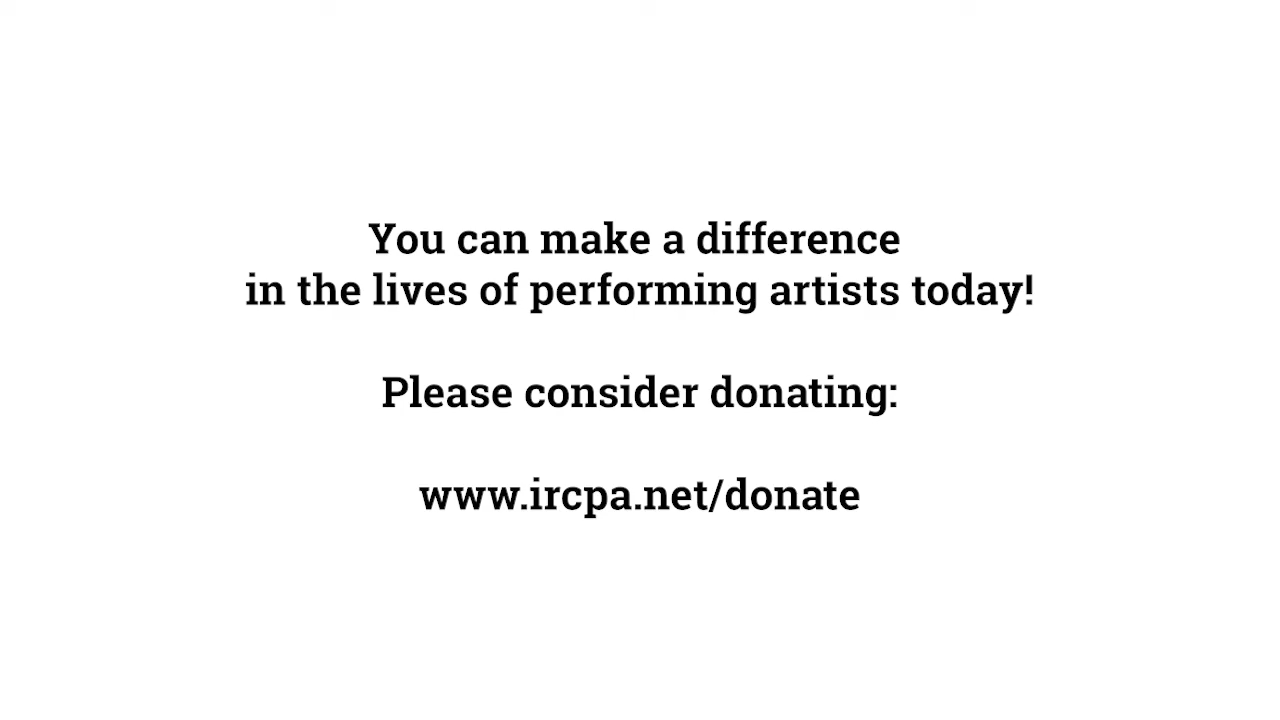 You can make a difference
in the lives of performing artists today!
Please consider donating:
www.ircpa.net/donate